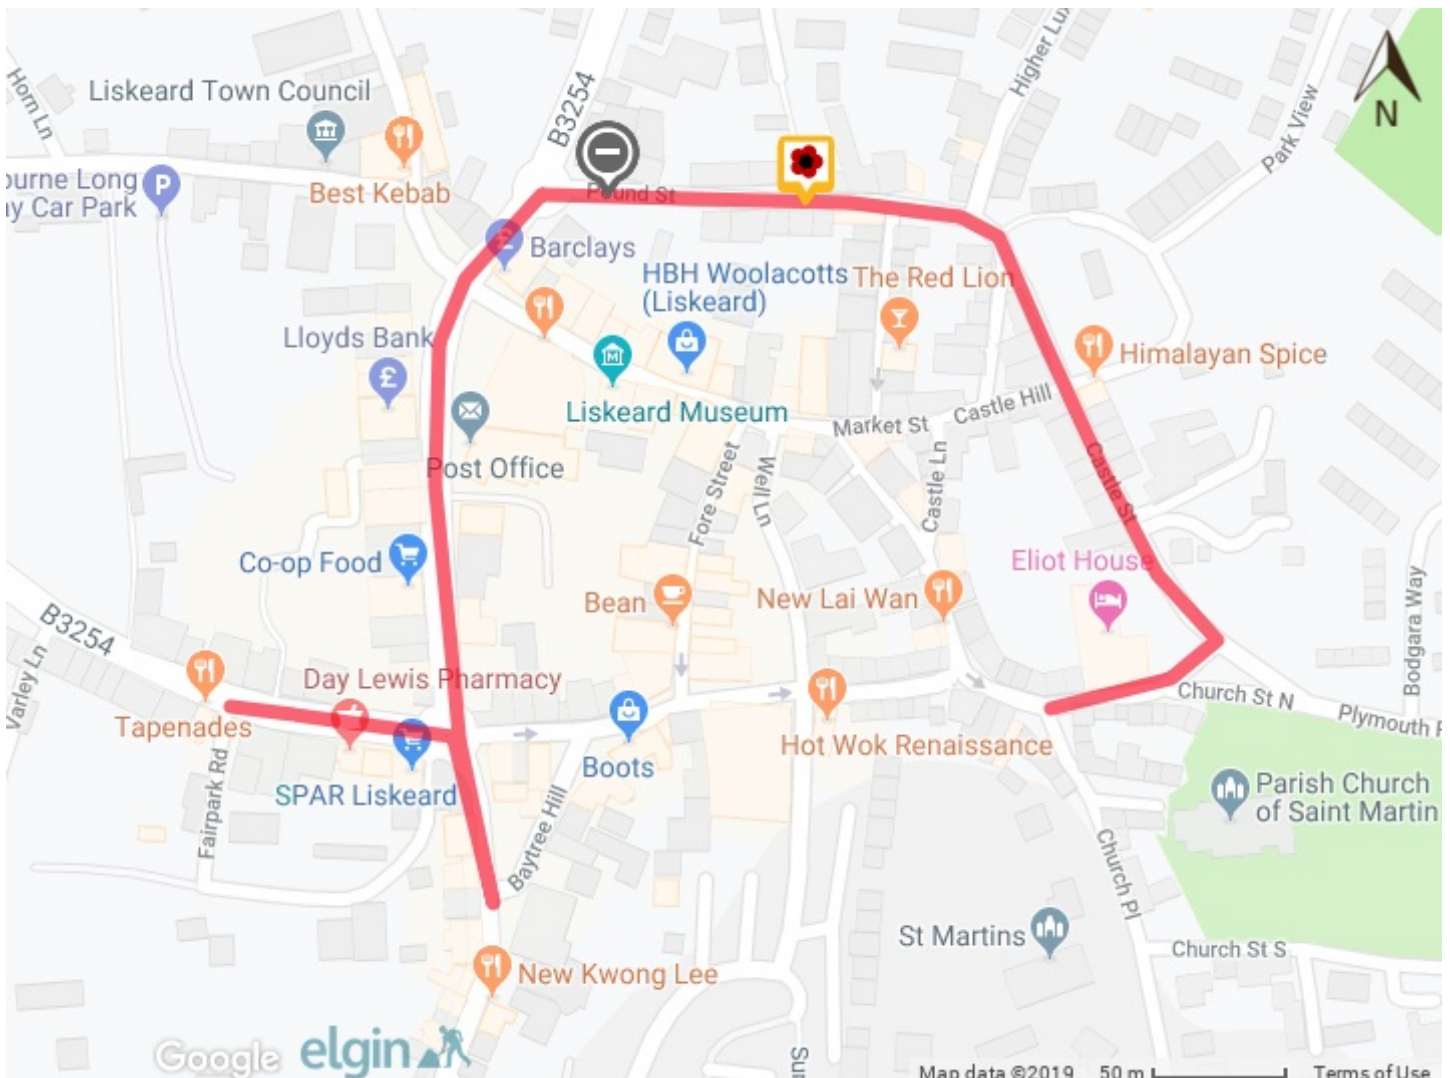 Horn Ln
Liskeard Town Council
B3254
Higher Lux
N
Park View
ourne Long
ay Car Park
P
Best Kebab
Pound St
£
Barclays
HBH Woolacotts
(Liskeard)
The Red Lion
Lloyds Bank
£
M
Himalayan Spice
Liskeard Museum
Castle Hill
Market St
Post Office
Fore Street
Well Ln
Castle Ln
Castle St
Co-op Food
Eliot House
Bean
New Lai Wan
B3254
Bodgara Way
Varley Ln
Day Lewis Pharmacy
Church St N
Tapenades
Plymouth R
Hot Wok Renaissance
Boots
SPAR Liskeard
Parish Church
of Saint Martin
Fairpark Rd
Baytree Hill
Church Pl
St Martins
Church St S
New Kwong Lee
Google
elgin
Sun
Map data ©2019
50 m
Terms of Use